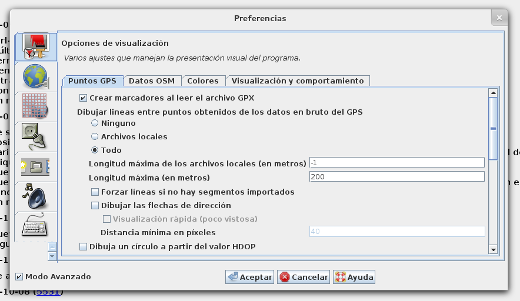 Preferencias
Opciones de visualización
Varios ajustes que manejan la presentación visual del programa.
Puntos GPS
Datos OSM
Colores
Visualización y comportamiento
Crear marcadores al leer el archivo GPX
Dibujar lineas entre puntos obtenidos de los datos en bruto del GPS
Ninguno
Archivos locales
Todo
Longitud máxima de los archivos locales (en metros)
-1
Longitud máxima (en metros)
200
Forzar lineas si no hay segmentos importados
Dibujar las flechas de dirección
Visualización rápida (poco vistosa)
Distancia mínima en píxeles
40
Dibuja un círculo a partir del valor HDOP
Modo Avanzado
Aceptar
Cancelar
Ayuda